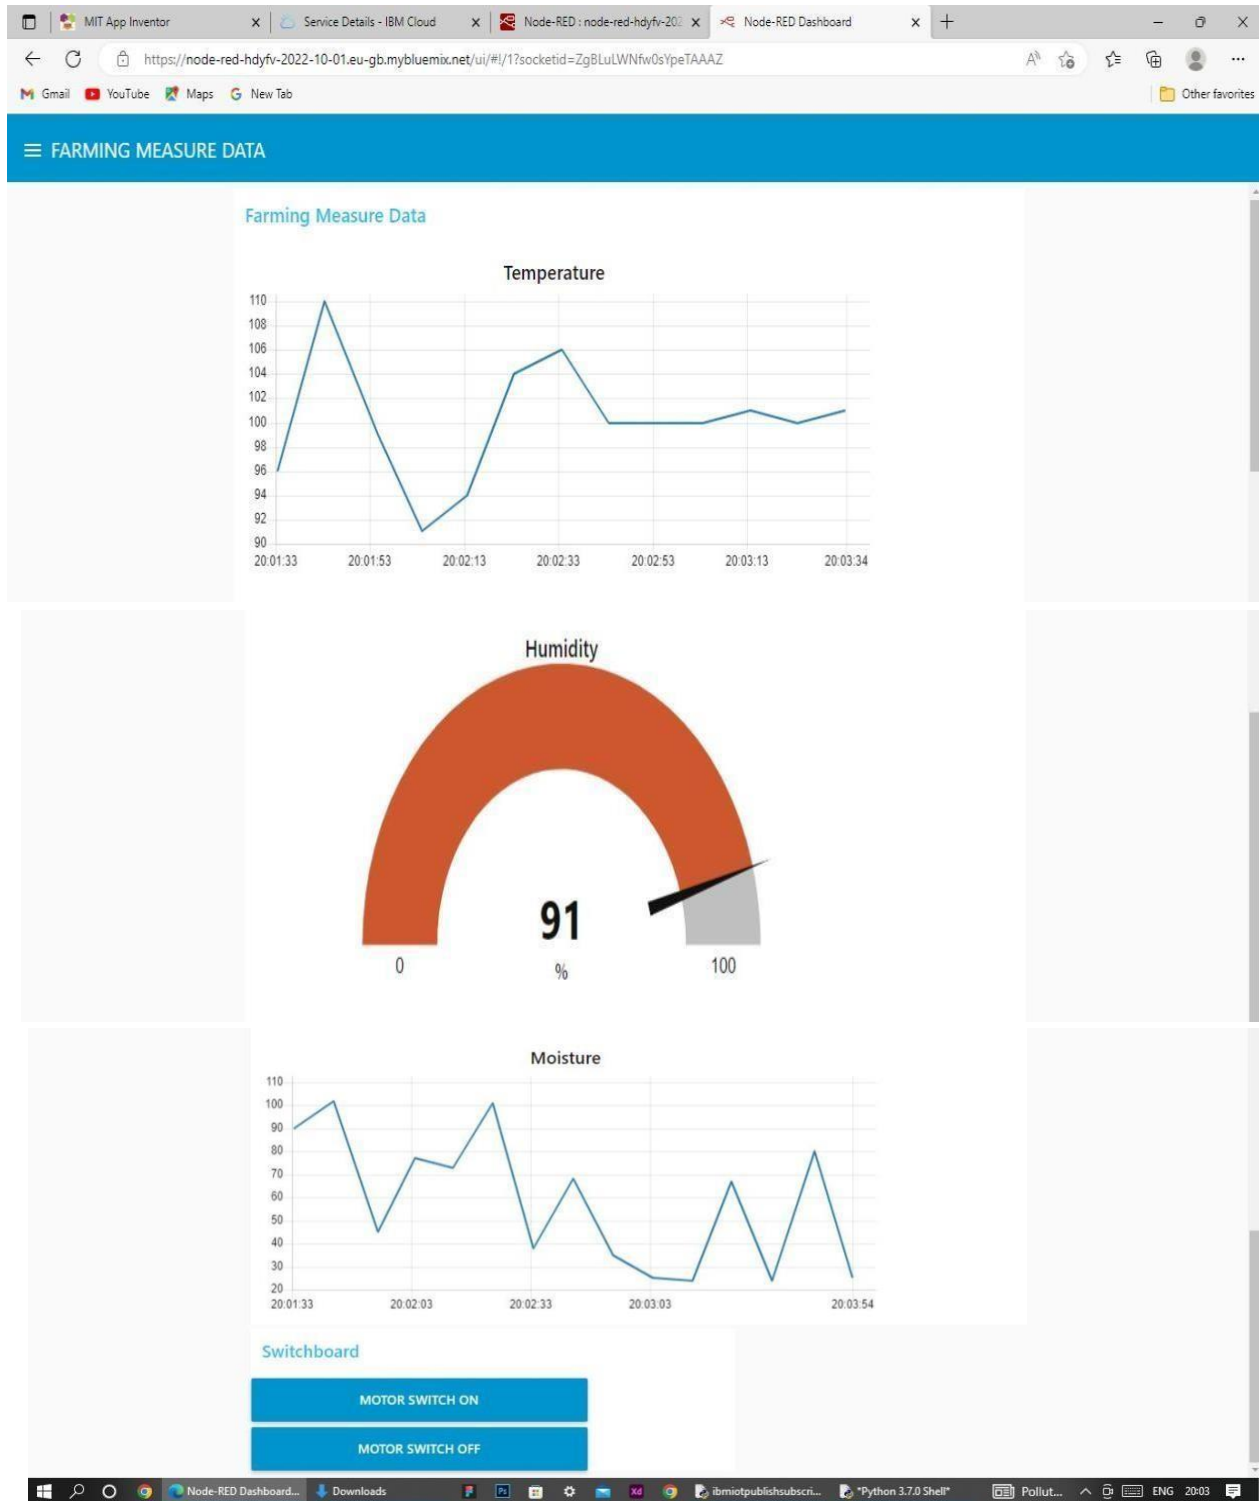 MIT App Inventor
Service Details - IBM Cloud
Node-RED : node-red-hdyfv-202
Node-RED Dashboard
https://node-red-hdyfv-2022-10-01.eu-gb.mybluemix.net/ui/#!/1?socketid=ZgBLuLWNfw0sYpeTAAAZ
Gmail YouTube Maps New Tab Other favorites
FARMING MEASURE DATA
Farming Measure Data
Temperature
110
108
106
104
102
100
98
96
94
92
90
20:01:33 20:01:53 20:02:13 20:02:33 20:02:53 20:03:13 20:03:34
Humidity
91
0 % 100
Moisture
110
100
90
80
70
60
50
40
30
20
20:01:33 20:02:03 20:02:33 20:03:03 20:03:54
Switchboard
MOTOR SWITCH ON
MOTOR SWITCH OFF
Node-RED Dashboard... Downloads Ps Xd ibmiotpublishsubscri... *Python 3.7.0 Shell* Pollut... ENG 20:03